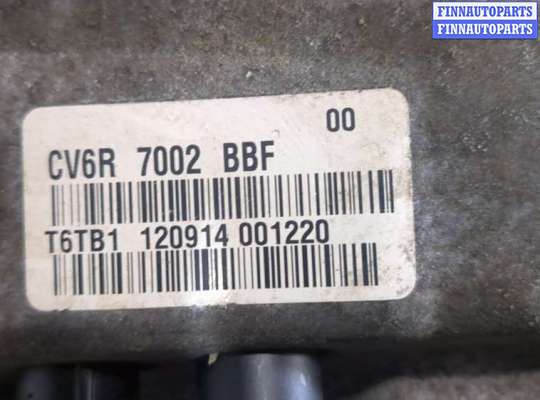 FINNAUTOPARTS
FINNAUTOPARTS
00
CV6R 7002 BBF
T6TB1 120914 001220